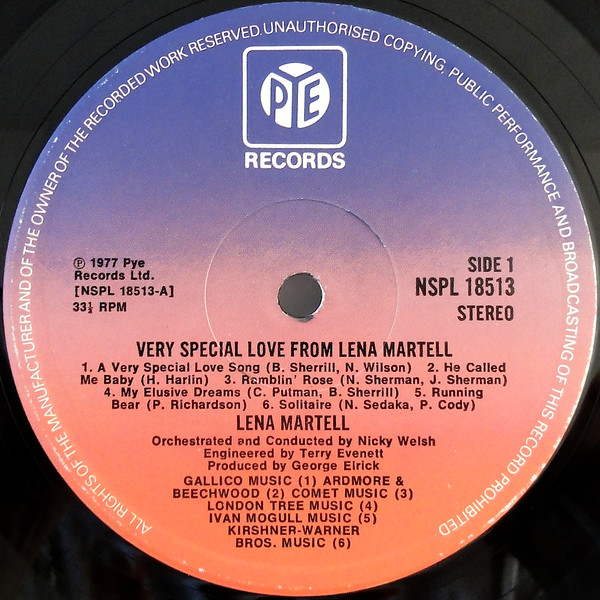 ALL RIGHTS OF THE MANUFACTURER AND OF THE OWNER OF THE RECORDED WORK RESERVED. UNAUTHORISED COPYING, PUBLIC PERFORMANCE AND BROADCASTING OF THIS RECORD PROHIBITED
PYE
RECORDS
℗ 1977 Pye
Records Ltd.
[NSPL 18513-A]
33⅓ RPM
SIDE 1
NSPL 18513
STEREO
VERY SPECIAL LOVE FROM LENA MARTELL
1. A Very Special Love Song (B. Sherrill, N. Wilson) 2. He Called
Me Baby (H. Harlin) 3. Ramblin' Rose (N. Sherman, J. Sherman)
4. My Elusive Dreams (C. Putman, B. Sherrill) 5. Running
Bear (P. Richardson) 6. Solitaire (N. Sedaka, P. Cody)
LENA MARTELL
Orchestrated and Conducted by Nicky Welsh
Engineered by Terry Evenett
Produced by George Eirick
GALLICO MUSIC (1) ARDMORE &
BEECHWOOD (2) COMET MUSIC (3)
LONDON TREE MUSIC (4)
IVAN MOGULL MUSIC (5)
KIRSHNER-WARNER
BROS. MUSIC (6)